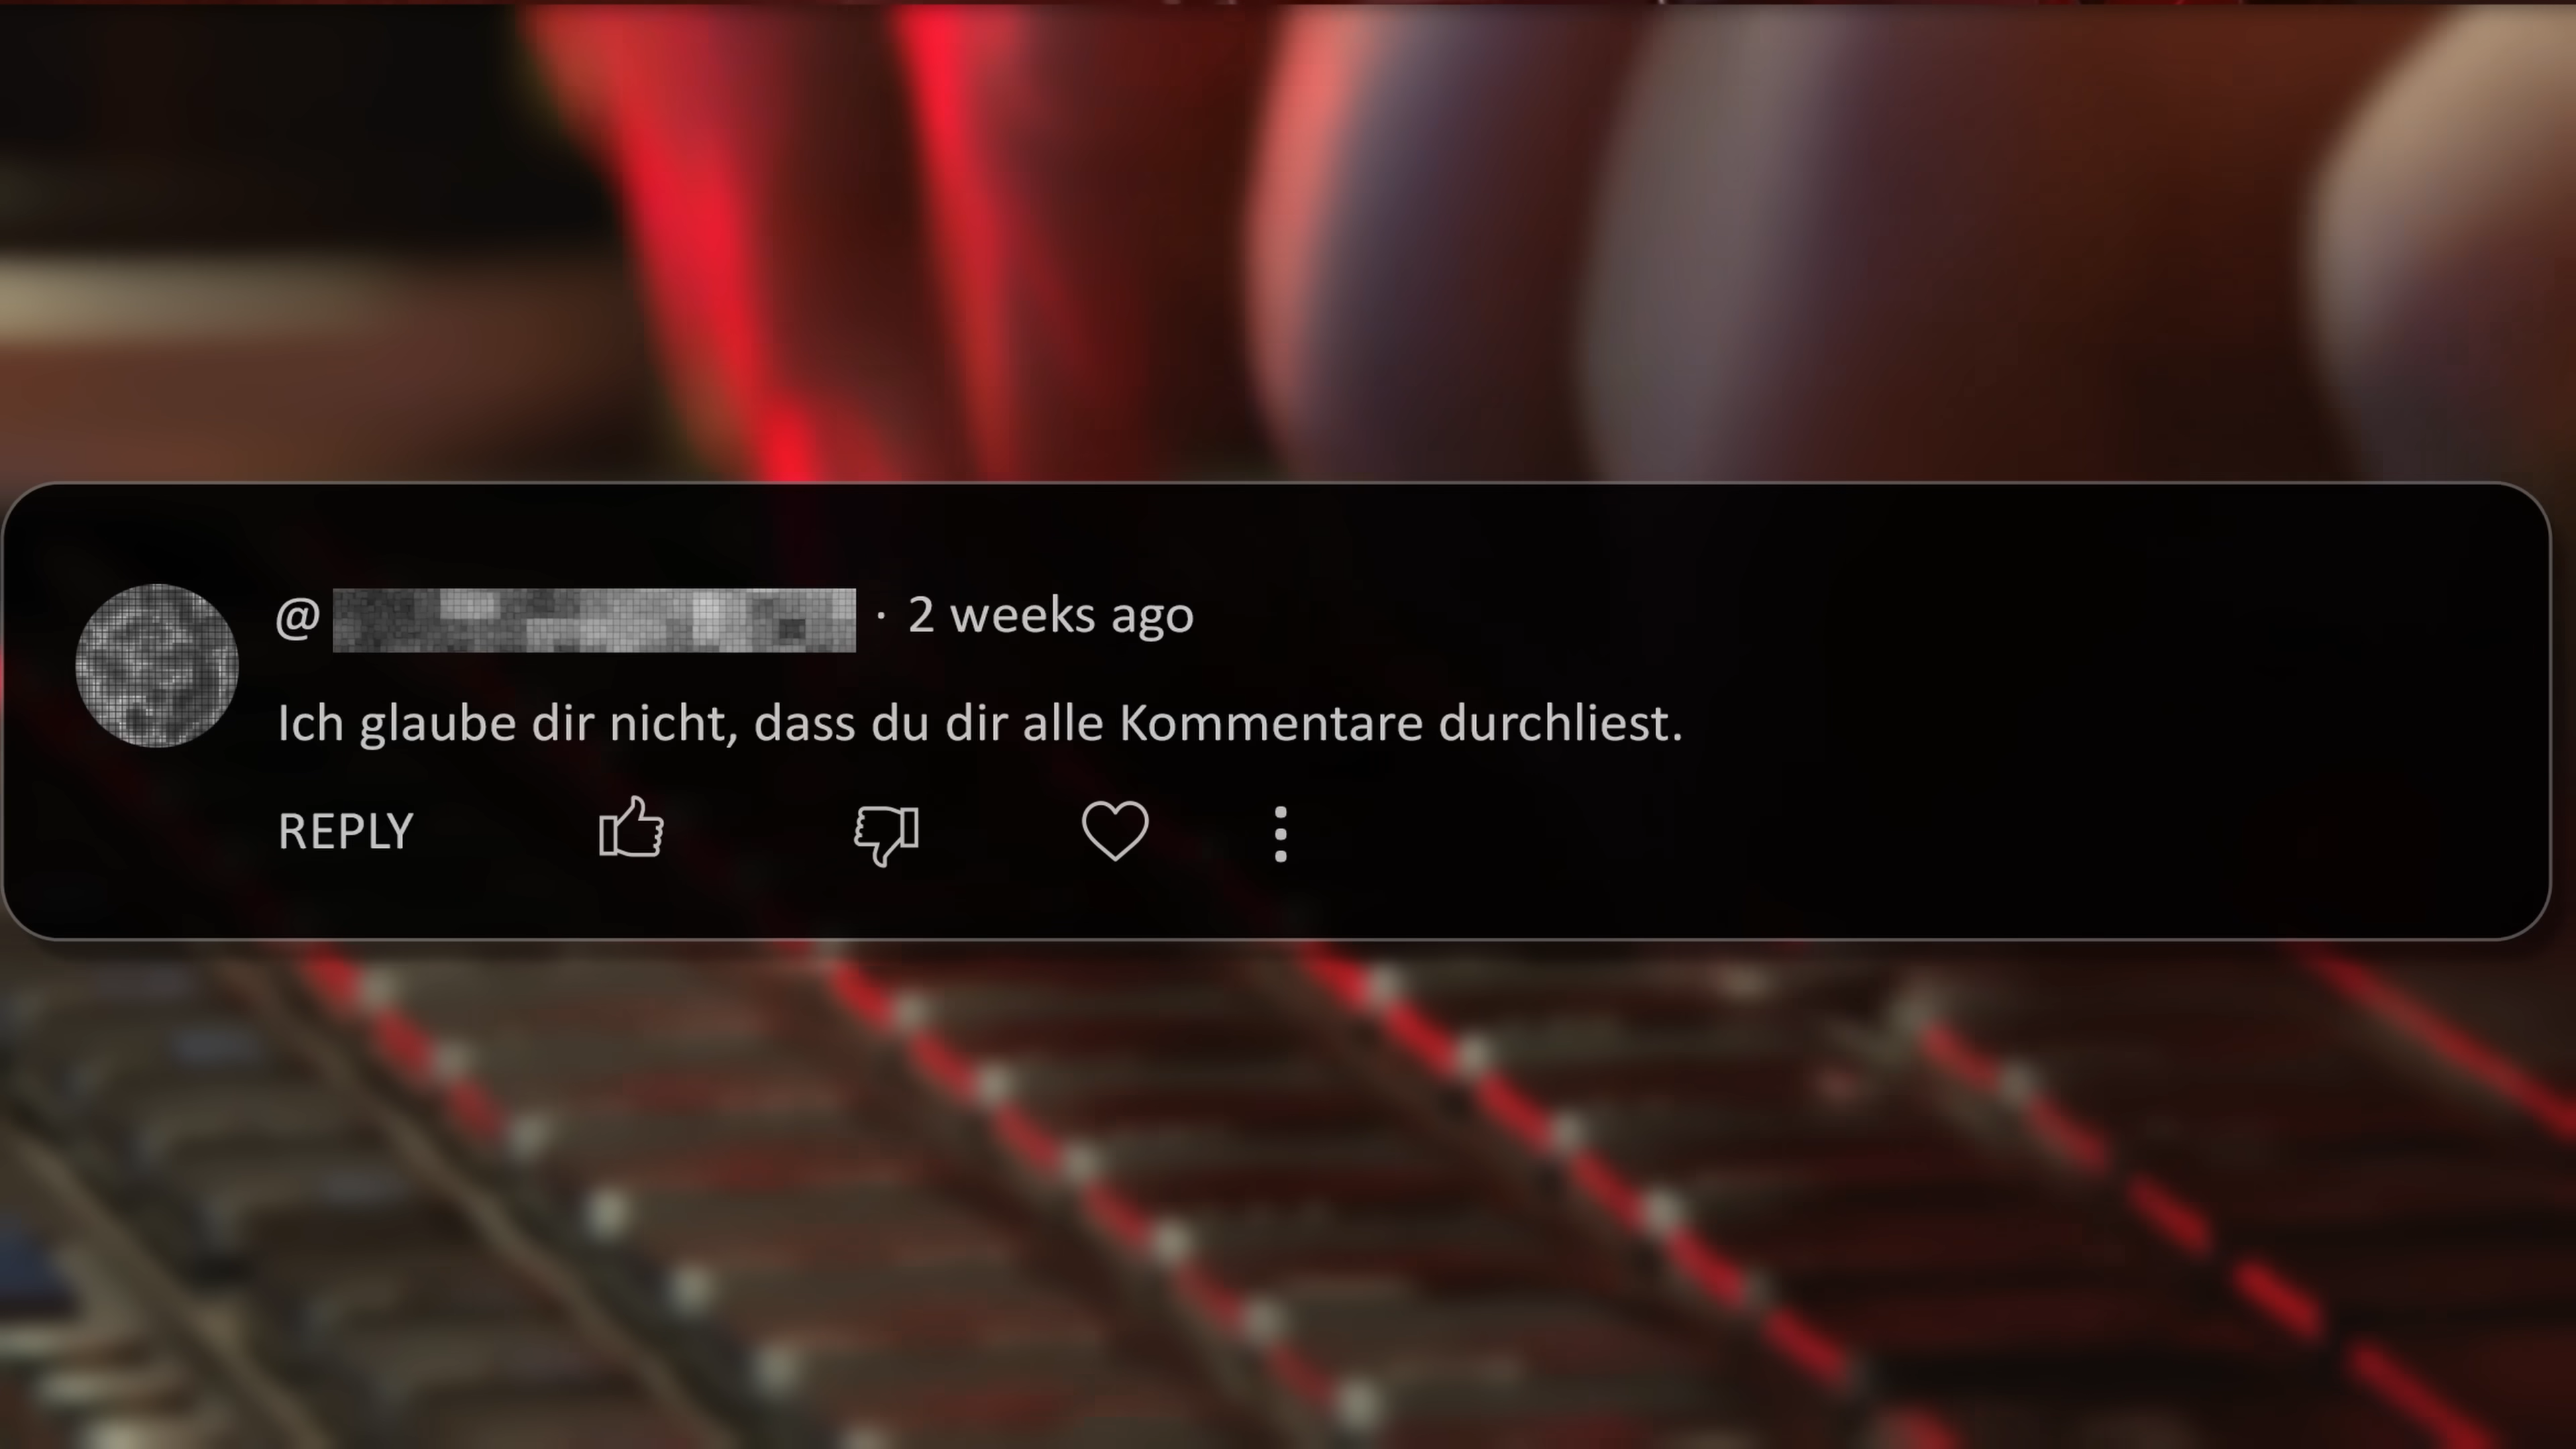 @ · 2 weeks ago
Ich glaube dir nicht, dass du dir alle Kommentare durchliest.
REPLY